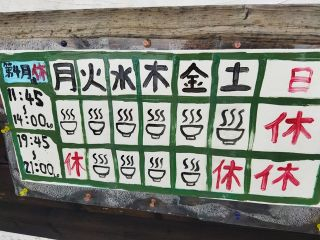 第4月休 月 火 水 木 金 土 日
11:45
~
14:00 休
19:45
~
21:00 休 休 休